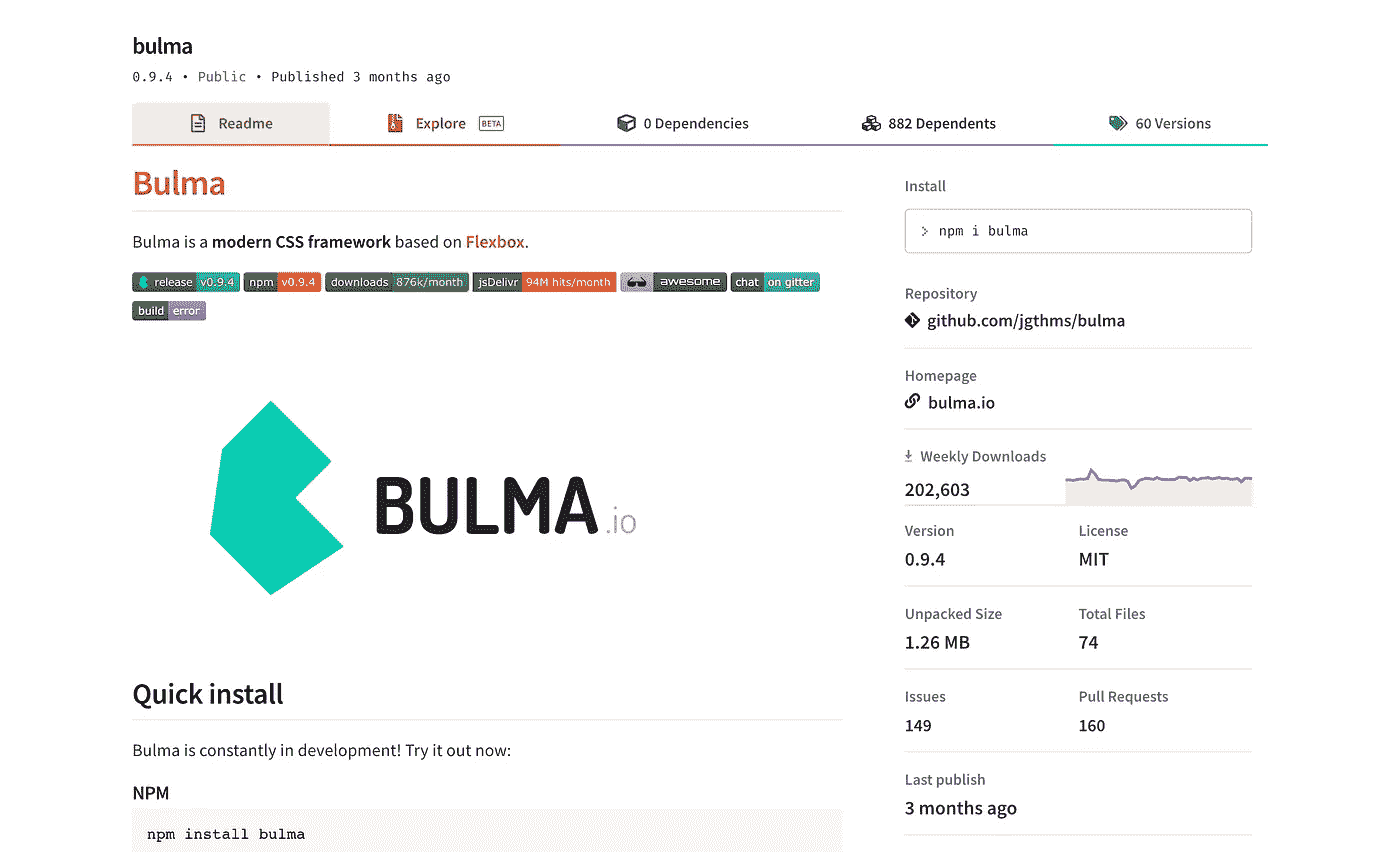 bulma
0.9.4 • Public • Published 3 months ago
Readme
Explore BETA
0 Dependencies
882 Dependents
60 Versions
Bulma
Bulma is a modern CSS framework based on Flexbox.
release v0.9.4 npm v0.9.4 downloads 876k/month jsDelivr 94M hits/month awesome chat on gitter
build error
BULMA.io
Quick install
Bulma is constantly in development! Try it out now:
NPM
npm install bulma
Install
> npm i bulma
Repository
github.com/jgthms/bulma
Homepage
bulma.io
Weekly Downloads
202,603
Version
0.9.4
License
MIT
Unpacked Size
1.26 MB
Total Files
74
Issues
149
Pull Requests
160
Last publish
3 months ago